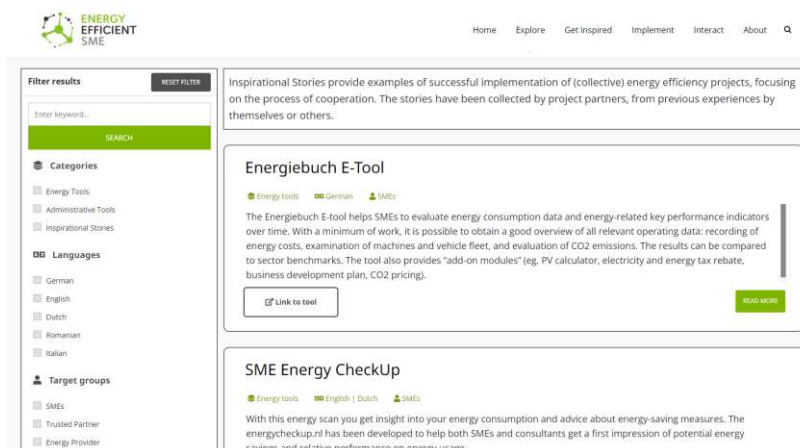 ENERGY
EFFICIENT
SME
Home Explore Get Inspired Implement Interact About
Filter results RESET FILTER
Enter keyword...
SEARCH
Categories
Energy Tools
Administrative Tools
Inspirational Stories
Languages
German
English
Dutch
Romanian
Italian
Target groups
SMEs
Trusted Partner
Energy Provider
Inspirational Stories provide examples of successful implementation of (collective) energy efficiency projects, focusing
on the process of cooperation. The stories have been collected by project partners, from previous experiences by
themselves or others.
Energiebuch E-Tool
Energy tools German SMEs
The Energiebuch E-tool helps SMEs to evaluate energy consumption data and energy-related key performance indicators
over time. With a minimum of work, it is possible to obtain a good overview of all relevant operating data: recording of
energy costs, examination of machines and vehicle fleet, and evaluation of CO2 emissions. The results can be compared
to sector benchmarks. The tool also provides "add-on modules" (eg. PV calculator, electricity and energy tax rebate,
business development plan, CO2 pricing).
Link to tool READ MORE
SME Energy CheckUp
Energy tools English | Dutch SMEs
With this energy scan you get insight into your energy consumption and advice about energy-saving measures. The
energycheckup.nl has been developed to help both SMEs and consultants get a first impression of potential energy
savings and relative performance on energy usage